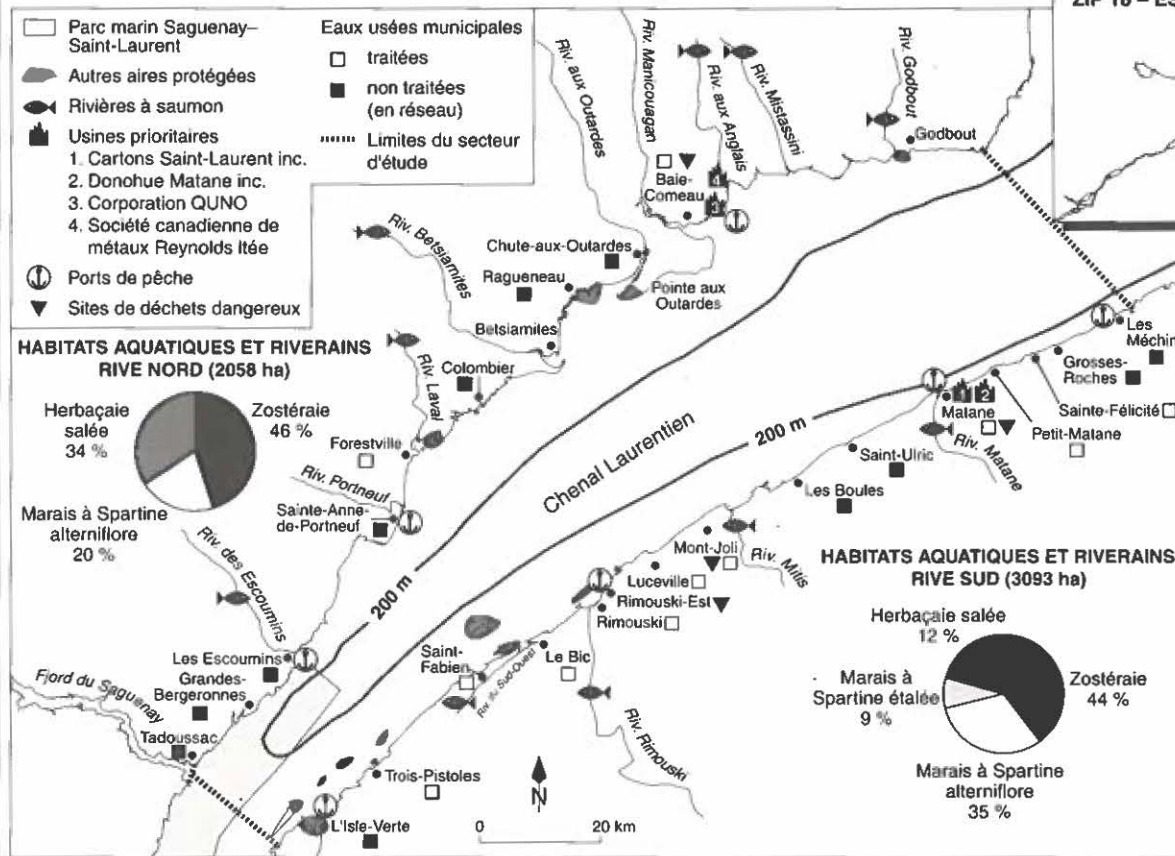 ZIP 18 – ES
Parc marin Saguenay–
Saint-Laurent
Autres aires protégées
Rivières à saumon
Usines prioritaires
1. Cartons Saint-Laurent inc.
2. Donohue Matane inc.
3. Corporation QUNO
4. Société canadienne de
métaux Reynolds ltée
Ports de pêche
Sites de déchets dangereux
Eaux usées municipales
traitées
non traitées
(en réseau)
Limites du secteur
d'étude
HABITATS AQUATIQUES ET RIVERAINS
RIVE NORD (2058 ha)
Herbaçaie
salée
34 %
Zostéraie
46 %
Marais à Spartine
alterniflore
20 %
Riv. aux Outardes
Riv. Manicouagan
Riv. aux Anglais
Riv. Mistassini
Riv. Godbout
Godbout
Baie-
Comeau
4
3
Chute-aux-Outardes
Ragueneau
Pointe aux
Outardes
Riv. Betsiamites
Betsiamites
Colombier
Riv. Laval
Forestville
Riv. Portneuf
Sainte-Anne-
de-Portneuf
Riv. des Escoumins
Les Escoumins
Grandes-
Bergeronnes
Fjord du Saguenay
Tadoussac
200 m
Chenal Laurentien
200 m
Les Méchin
Grosses-
Roches
Sainte-Félicité
Petit-Matane
1 2
Matane
Riv. Matane
Saint-Ulric
Les Boules
Mont-Joli
Riv. Mitis
Luceville
Rimouski-Est
Rimouski
Le Bic
Riv. Rimouski
Saint-
Fabien
Riv. du Sud-Ouest
Trois-Pistoles
L'Isle-Verte
N
0 20 km
HABITATS AQUATIQUES ET RIVERAINS
RIVE SUD (3093 ha)
Herbaçaie salée
12 %
Marais à
Spartine étalée
9 %
Zostéraie
44 %
Marais à Spartine
alterniflore
35 %